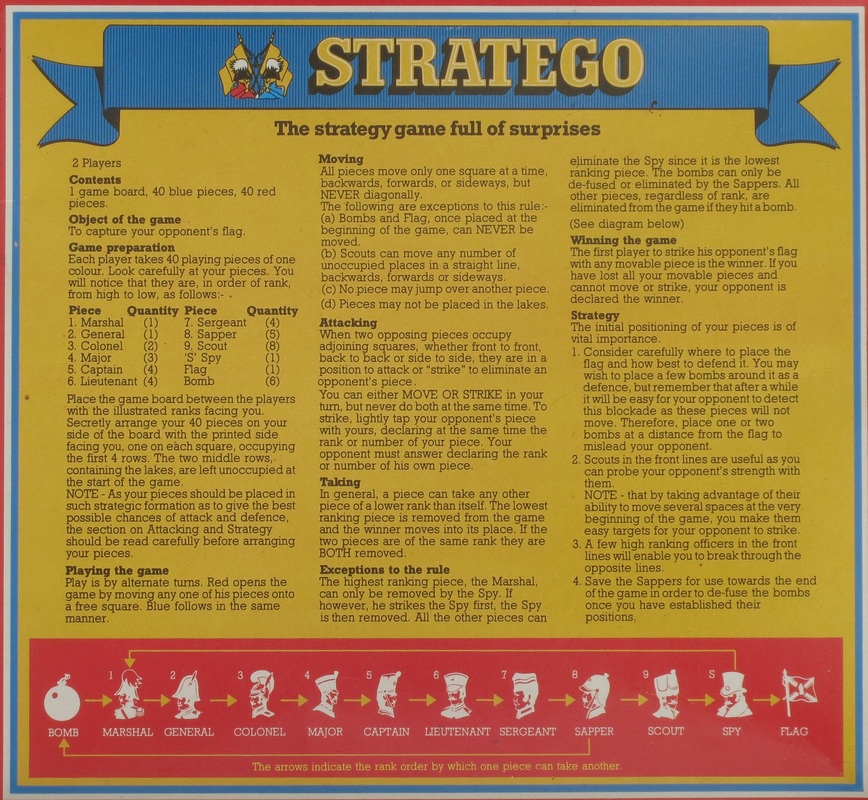 STRATEGO
The strategy game full of surprises
2 Players
Contents
1 game board, 40 blue pieces, 40 red
pieces.
Object of the game
To capture your opponent's flag.
Game preparation
Each player takes 40 playing pieces of one
colour. Look carefully at your pieces. You
will notice that they are, in order of rank,
from high to low, as follows:-
Piece Quantity Piece Quantity
1. Marshal (1) 7. Sergeant (4)
2. General (1) 8. Sapper (5)
3. Colonel (2) 9. Scout (8)
4. Major (3) 'S' Spy (1)
5. Captain (4) Flag (1)
6. Lieutenant (4) Bomb (6)
Place the game board between the players
with the illustrated ranks facing you.
Secretly arrange your 40 pieces on your
side of the board with the printed side
facing you, one on each square, occupying
the first 4 rows. The two middle rows,
containing the lakes, are left unoccupied at
the start of the game.
NOTE - As your pieces should be placed in
such strategic formation as to give the best
possible chances of attack and defence,
the section on Attacking and Strategy
should be read carefully before arranging
your pieces.
Playing the game
Play is by alternate turns. Red opens the
game by moving any one of his pieces onto
a free square. Blue follows in the same
manner.
Moving
All pieces move only one square at a time,
backwards, forwards, or sideways, but
NEVER diagonally.
The following are exceptions to this rule:-
(a) Bombs and Flag, once placed at the
beginning of the game, can NEVER be
moved.
(b) Scouts can move any number of
unoccupied places in a straight line,
backwards, forwards or sideways.
(c) No piece may jump over another piece.
(d) Pieces may not be placed in the lakes.
Attacking
When two opposing pieces occupy
adjoining squares, whether front to front,
back to back or side to side, they are in a
position to attack or "strike" to eliminate an
opponent's piece.
You can either MOVE OR STRIKE in your
turn, but never do both at the same time. To
strike, lightly tap your opponent's piece
with yours, declaring at the same time the
rank or number of your piece. Your
opponent must answer declaring the rank
or number of his own piece.
Taking
In general, a piece can take any other
piece of a lower rank than itself. The lowest
ranking piece is removed from the game
and the winner moves into its place. If the
two pieces are of the same rank they are
BOTH removed.
Exceptions to the rule
The highest ranking piece, the Marshal,
can only be removed by the Spy. If
however, he strikes the Spy first, the Spy
is then removed. All the other pieces can
eliminate the Spy since it is the lowest
ranking piece. The bombs can only be
de-fused or eliminated by the Sappers. All
other pieces, regardless of rank, are
eliminated from the game if they hit a bomb.
(See diagram below)
Winning the game
The first player to strike his opponent's flag
with any movable piece is the winner. If you
have lost all your movable pieces and
cannot move or strike, your opponent is
declared the winner.
Strategy
The initial positioning of your pieces is of
vital importance.
1. Consider carefully where to place the
flag and how best to defend it. You may
wish to place a few bombs around it as a
defence, but remember that after a while
it will be easy for your opponent to detect
this blockade as these pieces will not
move. Therefore, place one or two
bombs at a distance from the flag to
mislead your opponent.
2. Scouts in the front lines are useful as you
can probe your opponent's strength with
them.
NOTE - that by taking advantage of their
ability to move several spaces at the very
beginning of the game, you make them
easy targets for your opponent to strike.
3. A few high ranking officers in the front
lines will enable you to break through the
opposite lines.
4. Save the Sappers for use towards the end
of the game in order to de-fuse the bombs
once you have established their
positions.
1 2 3 4 5 6 7 8 9 S
BOMB MARSHAL GENERAL COLONEL MAJOR CAPTAIN LIEUTENANT SERGEANT SAPPER SCOUT SPY FLAG
The arrows indicate the rank order by which one piece can take another.